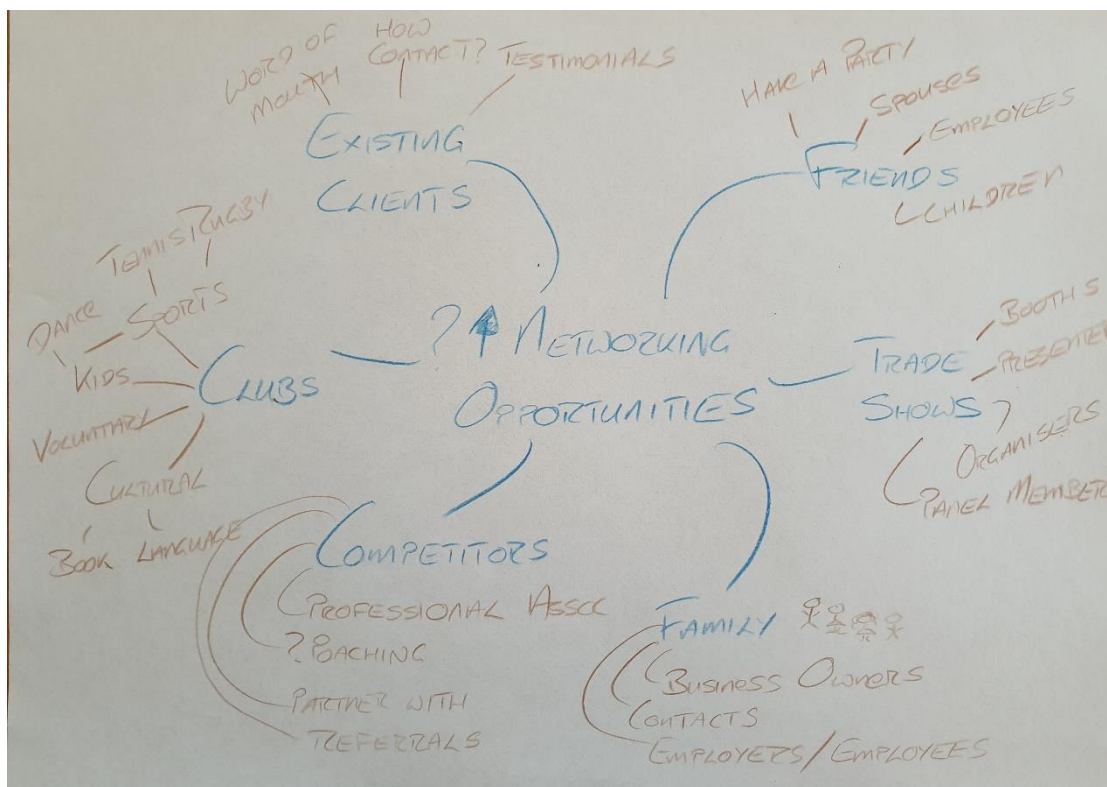 ? ↑ NETWORKING
OPPORTUNITIES
EXISTING
CLIENTS
WORD OF
MOUTH
HOW
CONTACT?
TESTIMONIALS
FRIENDS
HAVE A PARTY
SPOUSES
EMPLOYEES
CHILDREN
TRADE
SHOWS
BOOTHS
PRESENTER
ORGANISERS
PANEL MEMBER
FAMILY
BUSINESS OWNERS
CONTACTS
EMPLOYERS/EMPLOYEES
COMPETITORS
PROFESSIONAL ASSCC
? POACHING
PARTNER WITH
REFERRALS
CLUBS
SPORTS
TENNIS
RUGBY
KIDS
DANCE
VOLUNTARY
CULTURAL
BOOK
LANGUAGE